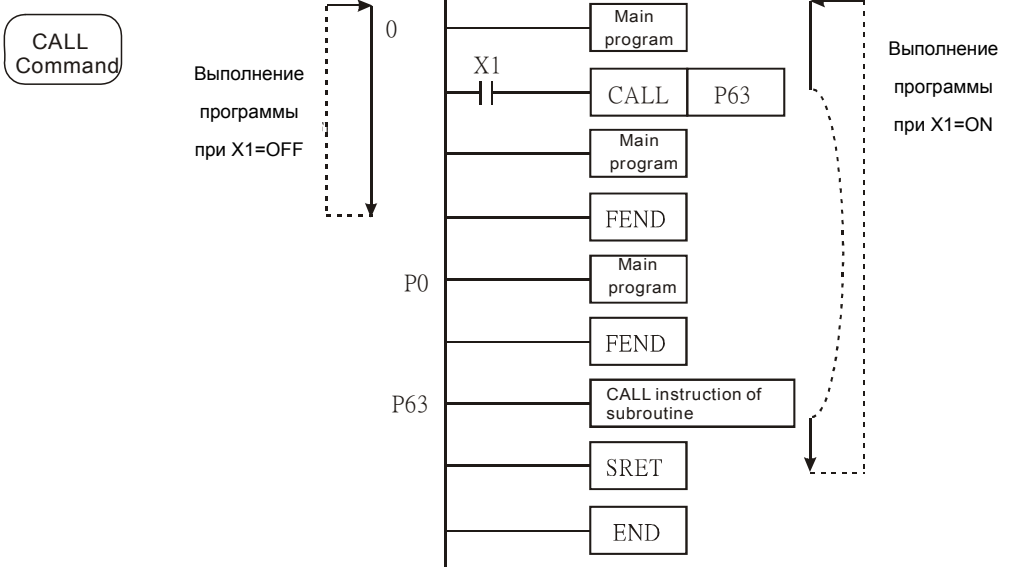 CALL
Command
Выполнение
программы
при X1=OFF
0
Main
program
X1
CALL P63
Main
program
FEND
P0
Main
program
FEND
P63
CALL instruction of
subroutine
SRET
END
Выполнение
программы
при X1=ON